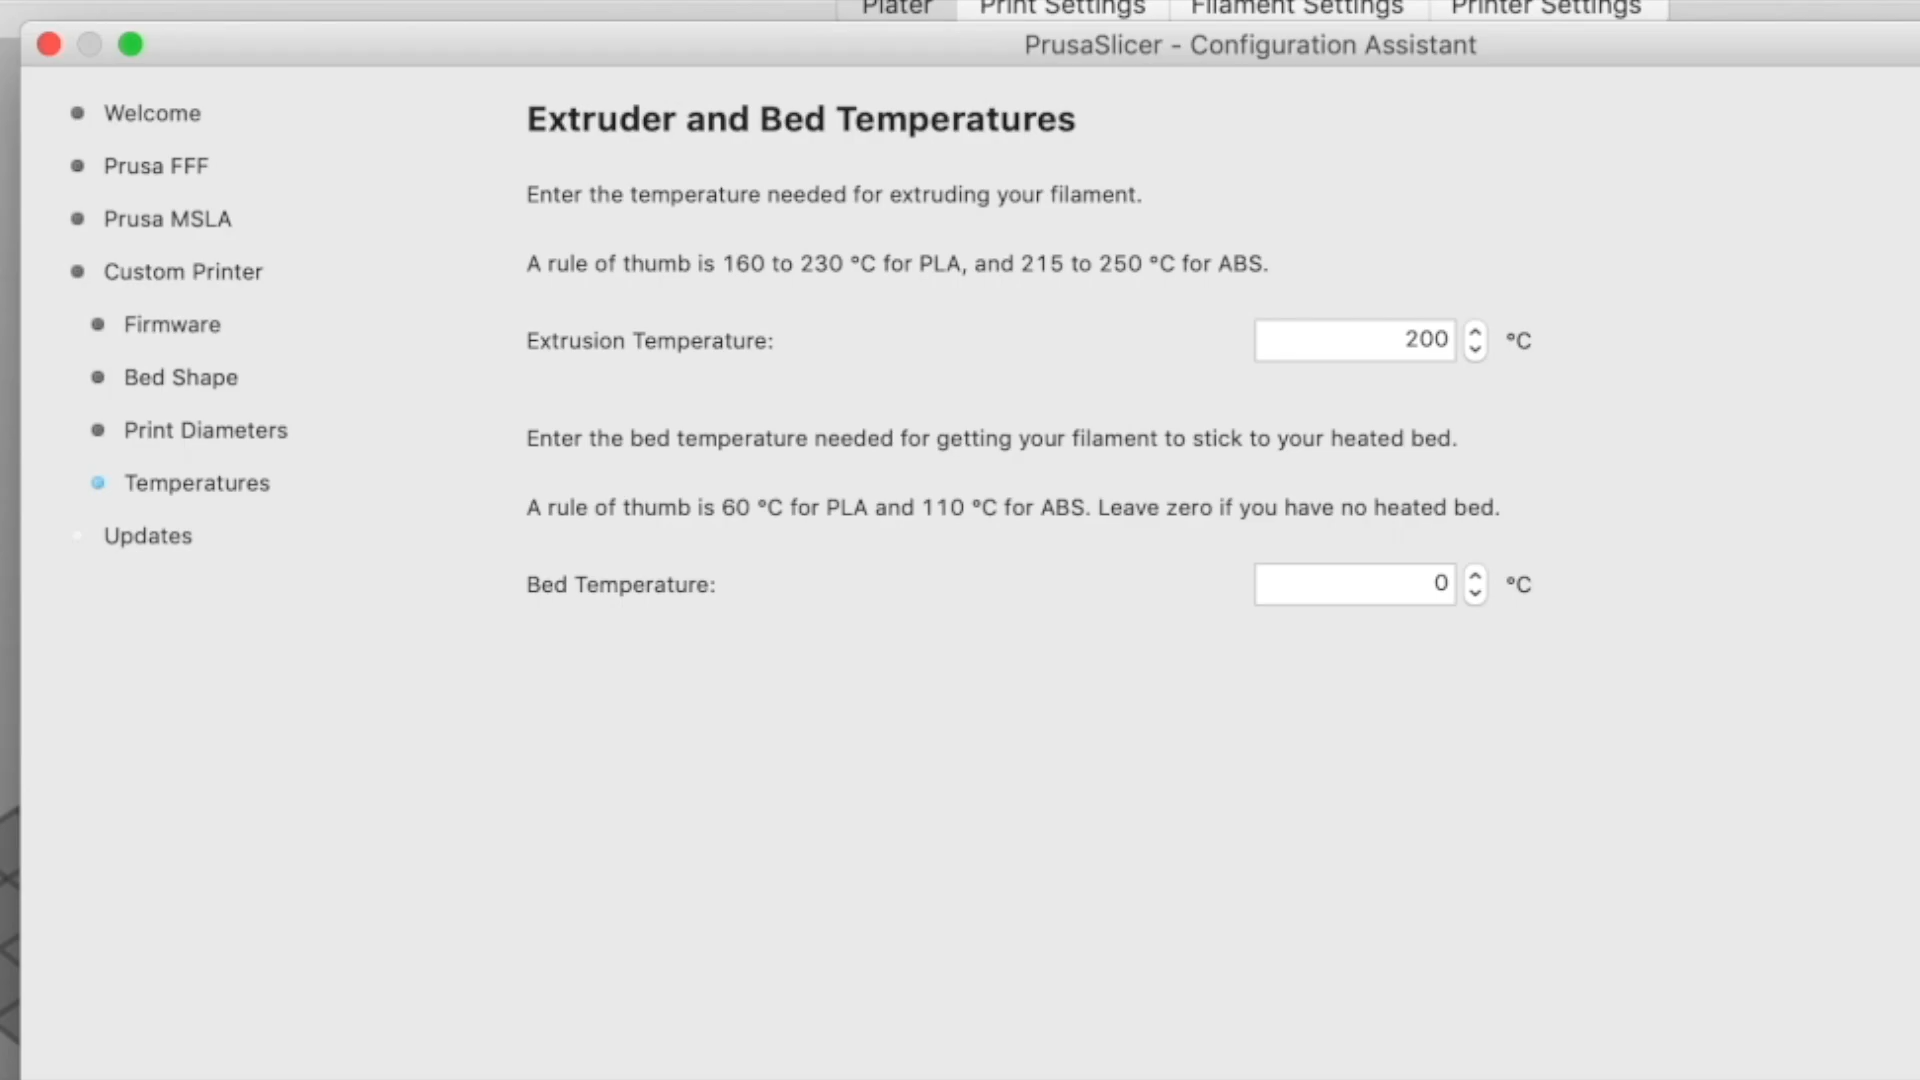 Plater Print Settings Filament Settings Printer Settings
PrusaSlicer - Configuration Assistant
Welcome
Prusa FFF
Prusa MSLA
Custom Printer
Firmware
Bed Shape
Print Diameters
Temperatures
Updates
Extruder and Bed Temperatures
Enter the temperature needed for extruding your filament.
A rule of thumb is 160 to 230 °C for PLA, and 215 to 250 °C for ABS.
Extrusion Temperature: 200 °C
Enter the bed temperature needed for getting your filament to stick to your heated bed.
A rule of thumb is 60 °C for PLA and 110 °C for ABS. Leave zero if you have no heated bed.
Bed Temperature: 0 °C